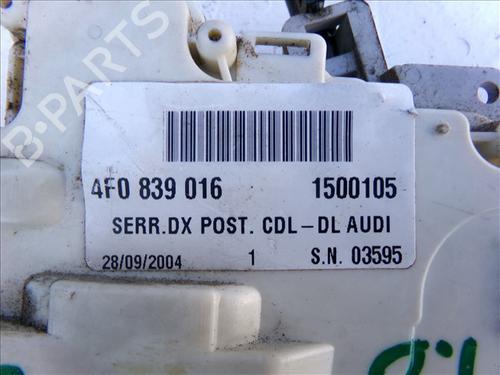 B-PARTS
4F0 839 016 1500105
SERR.DX POST. CDL-DL AUDI
28/09/2004 1 S.N. 03595